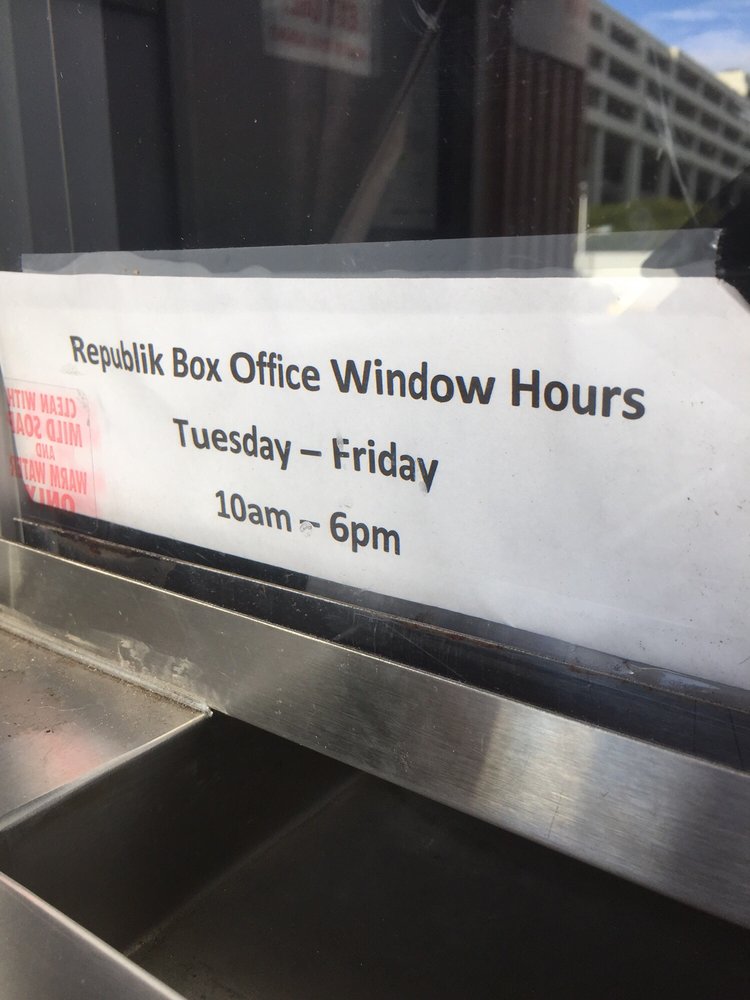 Republik Box Office Window Hours
Tuesday – Friday
10am – 6pm
CLEAN WITH
MILD SOAP
AND
WARM WATER
ONLY